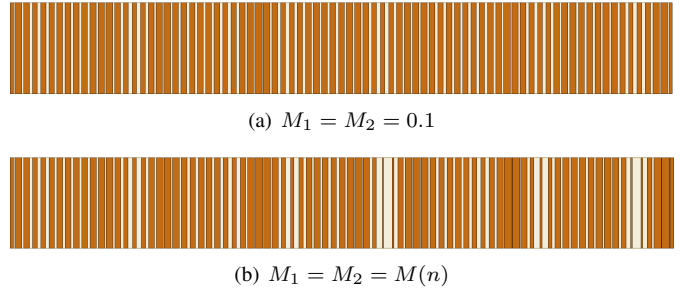 (a) M₁ = M₂ = 0.1
(b) M₁ = M₂ = M(n)